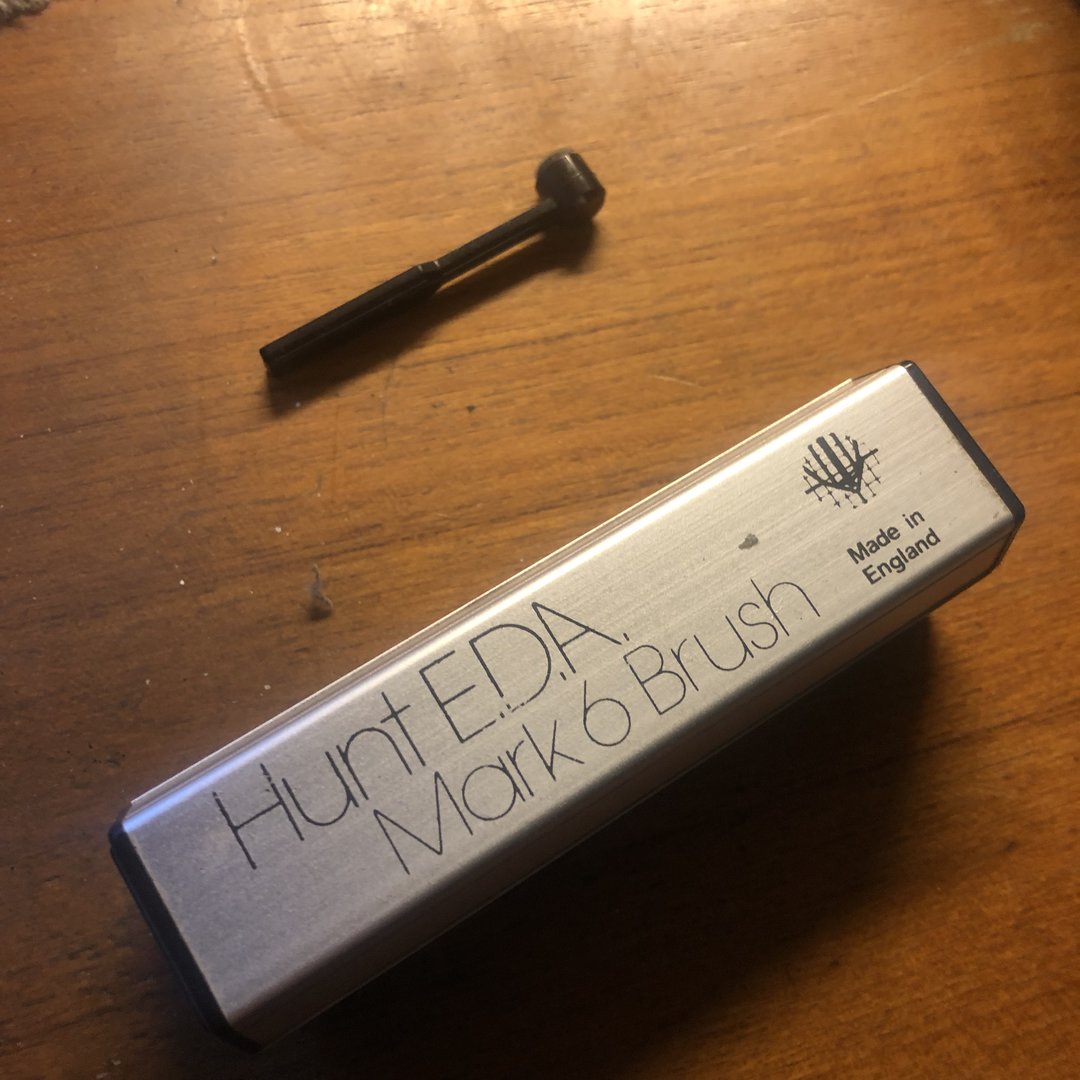 Hunt E.D.A.
Mark 6 Brush
Made in
England